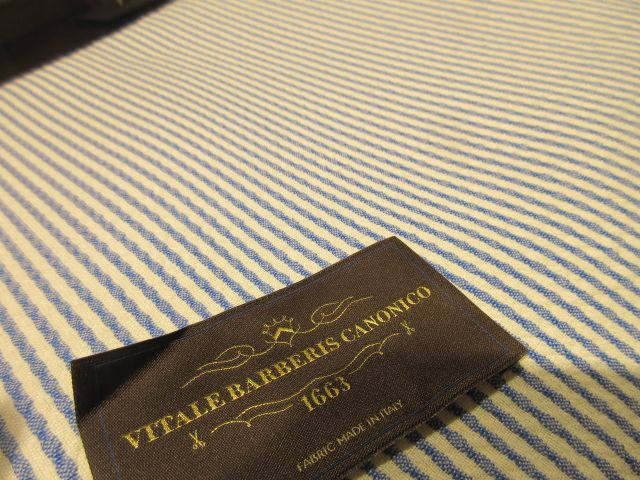 VITALE BARBERIS CANONICO
1663
FABRIC MADE IN ITALY